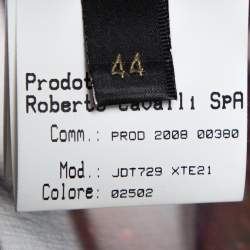 44
Prodot
Roberto Cavalli SpA
Comm.: PROD 2008 00380
Mod.: JDT729 XTE21
Colore: 02502